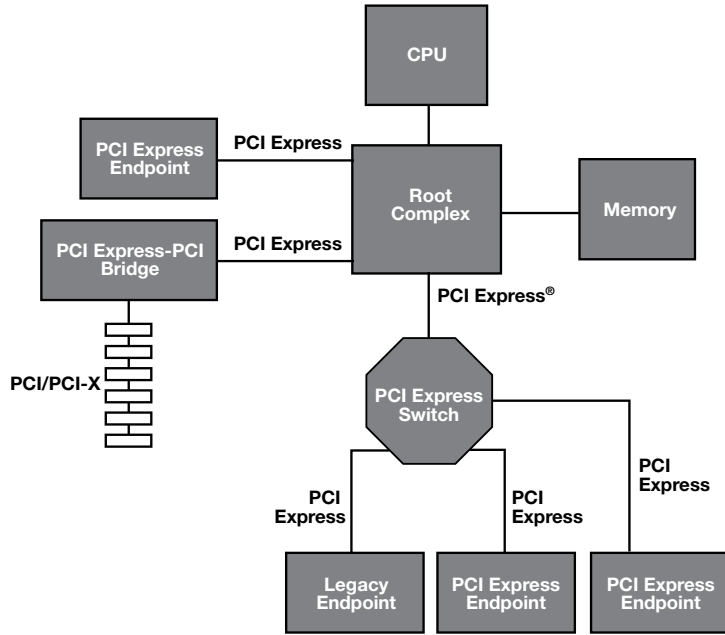 CPU
PCI Express
Endpoint
PCI Express
Root
Complex
Memory
PCI Express-PCI
Bridge
PCI Express
PCI Express®
PCI/PCI-X
PCI Express
Switch
PCI
Express
PCI
Express
PCI
Express
Legacy
Endpoint
PCI Express
Endpoint
PCI Express
Endpoint